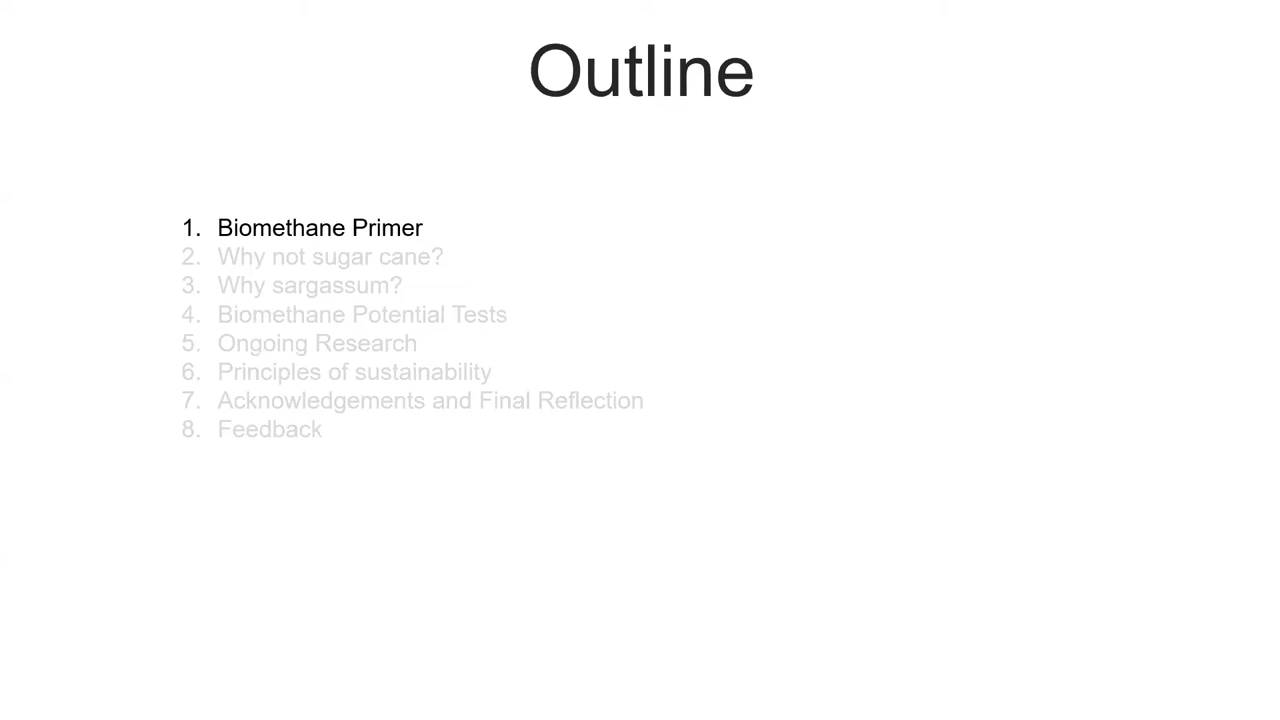 Outline
1. Biomethane Primer
2. Why not sugar cane?
3. Why sargassum?
4. Biomethane Potential Tests
5. Ongoing Research
6. Principles of sustainability
7. Acknowledgements and Final Reflection
8. Feedback